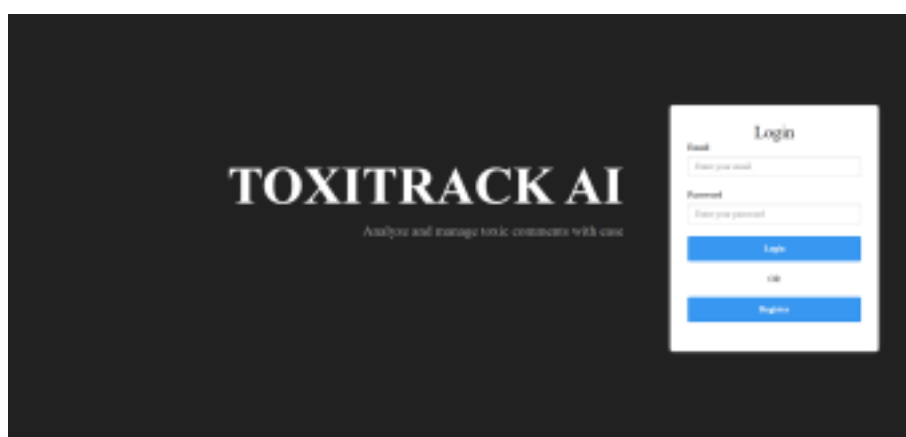 TOXITRACK AI
Analyze and manage toxic comments with ease
Login
Email
Enter your email
Password
Enter your password
Login
OR
Register